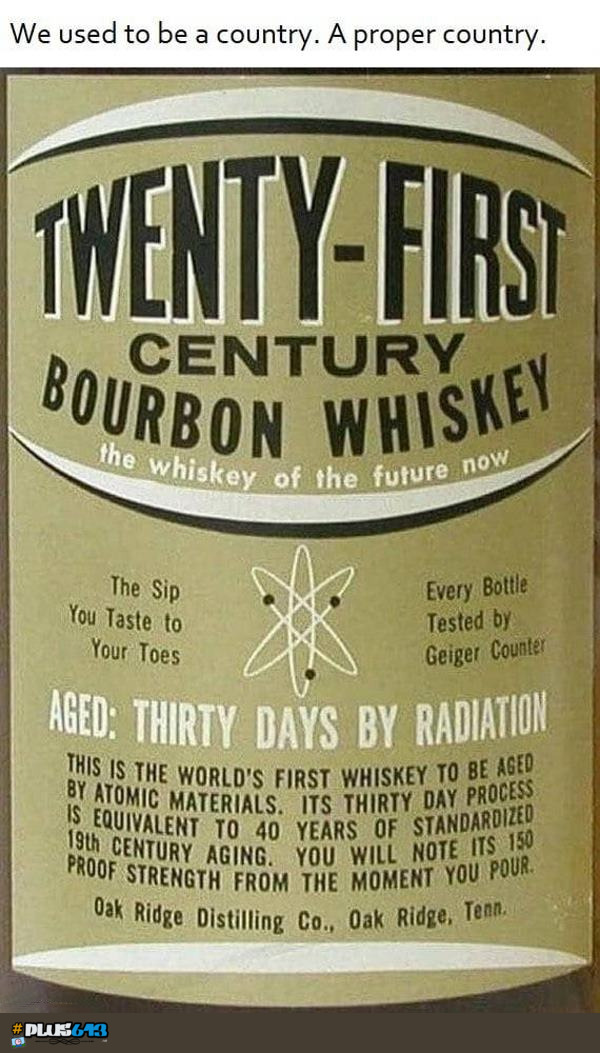 We used to be a country. A proper country.
TWENTY-FIRST
CENTURY
BOURBON WHISKEY
the whiskey of the future now
The Sip
You Taste to
Your Toes
Every Bottle
Tested by
Geiger Counter
AGED: THIRTY DAYS BY RADIATION
THIS IS THE WORLD'S FIRST WHISKEY TO BE AGED
BY ATOMIC MATERIALS. ITS THIRTY DAY PROCESS
IS EQUIVALENT TO 40 YEARS OF STANDARDIZED
19th CENTURY AGING. YOU WILL NOTE ITS 150
PROOF STRENGTH FROM THE MOMENT YOU POUR.
Oak Ridge Distilling Co., Oak Ridge, Tenn.
#PLUS613